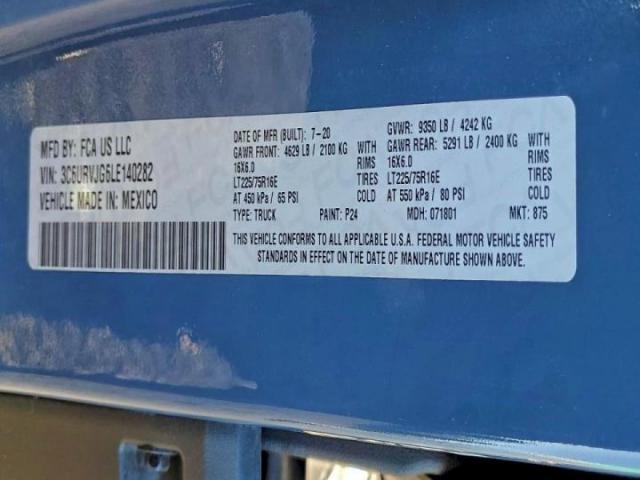 MFD BY: FCA US LLC
VIN: 3C6URVJG6LE140282
VEHICLE MADE IN: MEXICO
DATE OF MFR (BUILT): 7-20 GVWR: 9350 LB / 4242 KG
GAWR FRONT: 4629 LB / 2100 KG WITH GAWR REAR: 5291 LB / 2400 KG WITH
16X6.0 RIMS 16X6.0 RIMS
LT225/75R16E TIRES LT225/75R16E TIRES
AT 450 kPa / 65 PSI COLD AT 550 kPa / 80 PSI COLD
TYPE: TRUCK PAINT: P24 MDH: 071801 MKT: 875
THIS VEHICLE CONFORMS TO ALL APPLICABLE U.S.A. FEDERAL MOTOR VEHICLE SAFETY
STANDARDS IN EFFECT ON THE DATE OF MANUFACTURE SHOWN ABOVE.